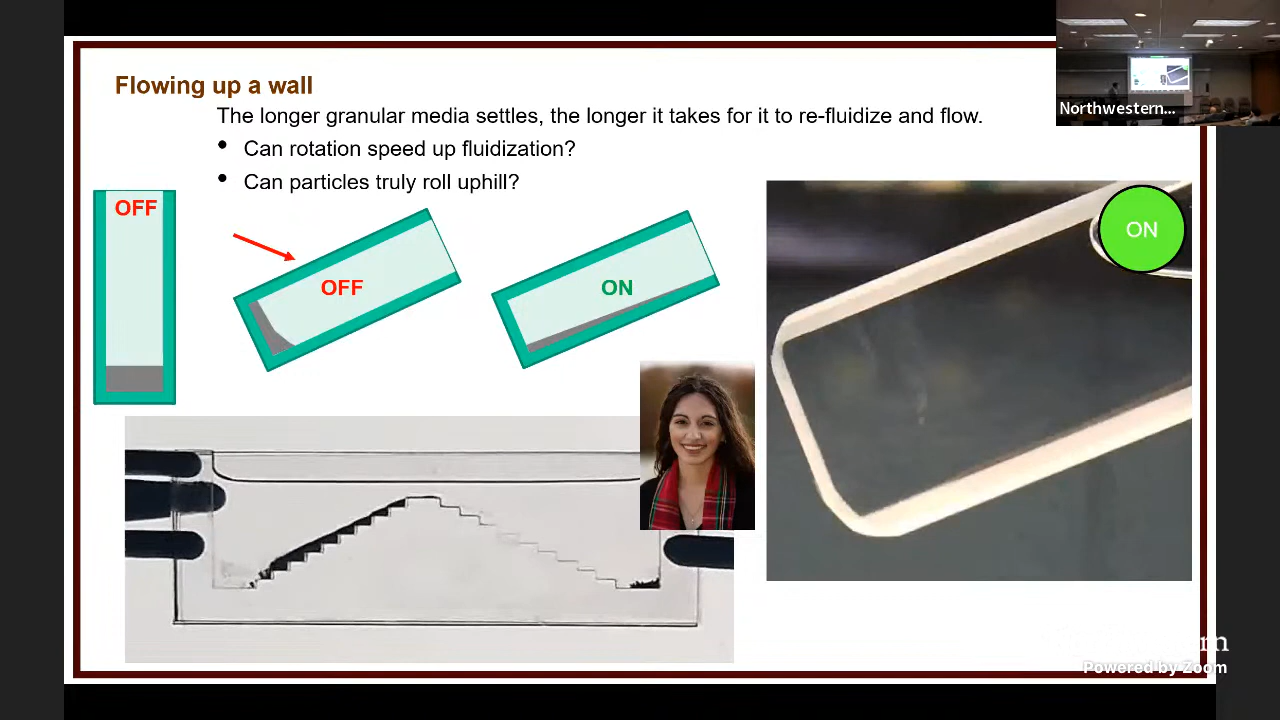 Flowing up a wall
The longer granular media settles, the longer it takes for it to re-fluidize and flow.
• Can rotation speed up fluidization?
• Can particles truly roll uphill?
OFF
OFF
ON
ON
Northwestern...
Powered by Zoom